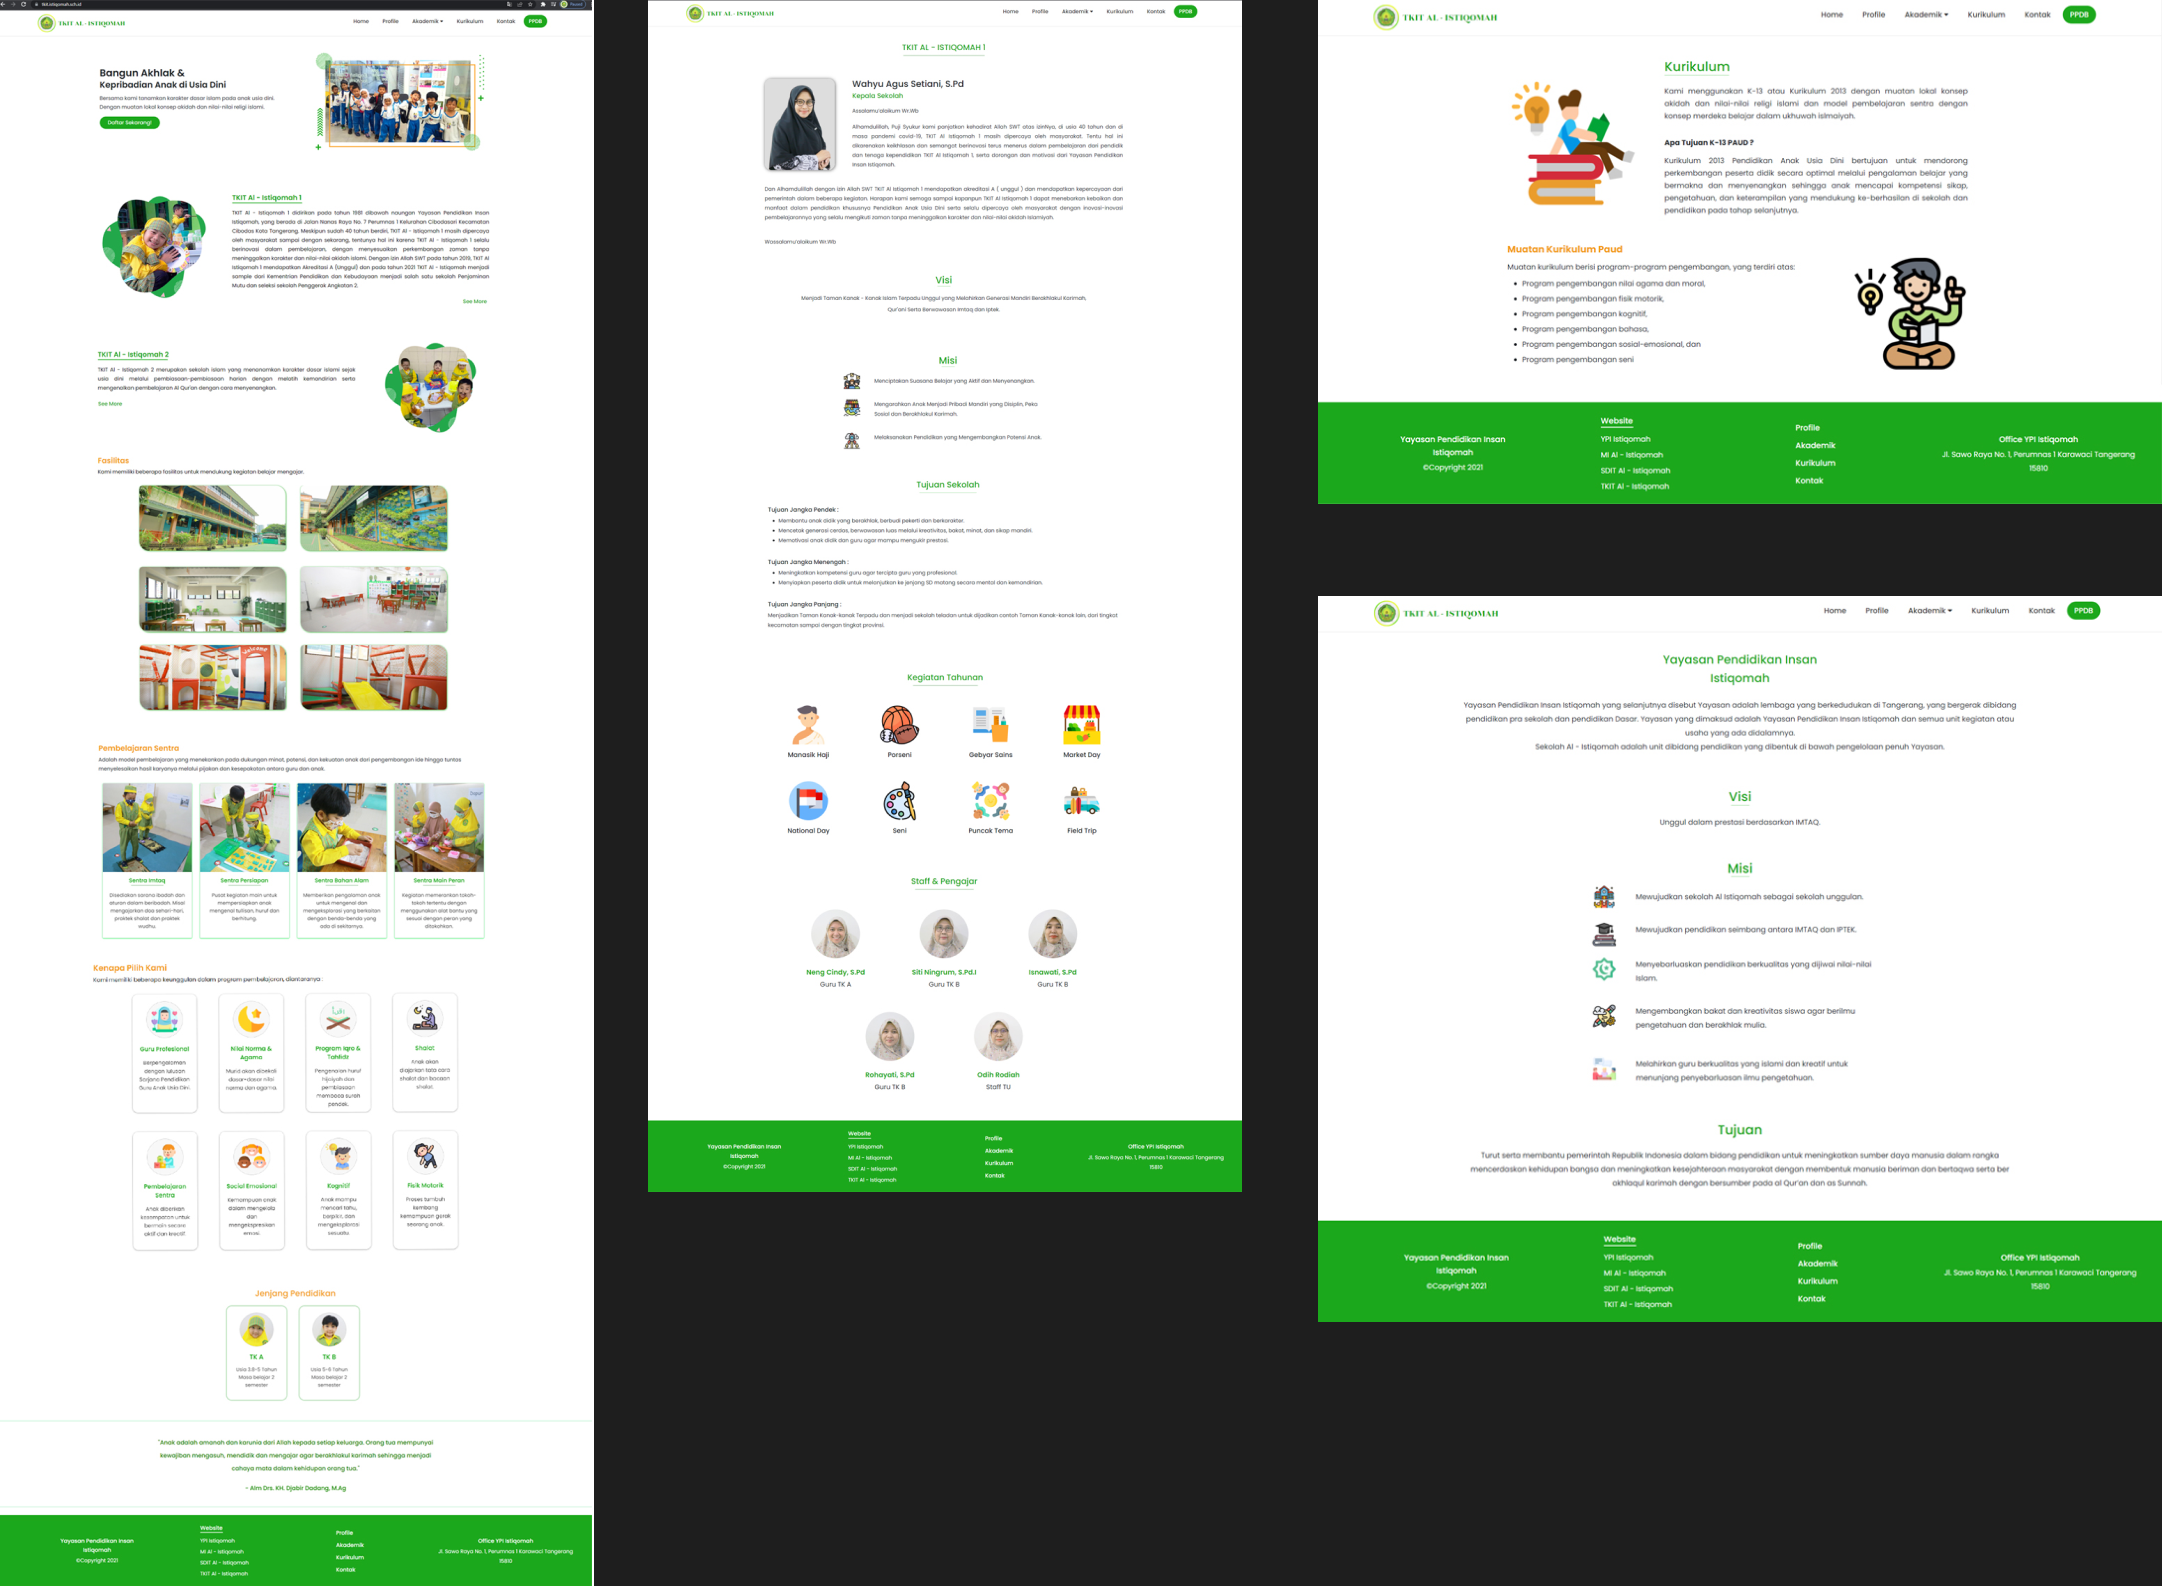 tkit.istiqomah.sch.id
TKIT AL - ISTIQOMAH
Home Profile Akademik Kurikulum Kontak PPDB
Bangun Akhlak &
Kepribadian Anak di Usia Dini
Bersama kami tanamkan karakter dasar islam pada anak usia dini.
Dengan muatan lokal konsep akidah dan nilai-nilai religi islami.
Daftar Sekarang!
TKIT Al - Istiqomah 1
TKIT Al - Istiqomah 1 didirikan pada tahun 1981 dibawah naungan Yayasan Pendidikan Insan
Istiqomah, yang berada di Jalan Nanas Raya No. 7 Perumnas 1 Kelurahan Cibodasari Kecamatan
Cibodas Kota Tangerang. Meskipun sudah 40 tahun berdiri, TKIT Al - Istiqomah 1 masih dipercaya
oleh masyarakat sampai dengan sekarang, tentunya hal ini karena TKIT Al - Istiqomah 1 selalu
berinovasi dalam pembelajaran, dengan menyesuaikan perkembangan zaman tanpa
meninggalkan karakter dan nilai-nilai akidah islami. Dengan izin Allah SWT pada tahun 2019, TKIT Al
Istiqomah 1 mendapatkan Akreditasi A (Unggul) dan pada tahun 2021 TKIT Al - Istiqomah menjadi
sample dari Kementrian Pendidikan dan Kebudayaan menjadi salah satu sekolah Penjaminan
Mutu dan seleksi sekolah Penggerak Angkatan 2.
See More
TKIT Al - Istiqomah 2
TKIT Al - Istiqomah 2 merupakan sekolah islam yang menanamkan karakter dasar islami sejak
usia dini melalui pembiasaan-pembiasaan harian dengan melatih kemandirian serta
mengenalkan pembelajaran Al Qur'an dengan cara menyenangkan.
See More
Fasilitas
Kami memiliki beberapa fasilitas untuk mendukung kegiatan belajar mengajar.
Pembelajaran Sentra
Adalah model pembelajaran yang menekankan pada dukungan minat, potensi, dan kekuatan anak dari pengembangan ide hingga tuntas
menyelesaikan hasil karyanya melalui pijakan dan kesepakatan antara guru dan anak.
Sentra Imtaq
Disediakan sarana ibadah dan
aturan dalam beribadah. Misal
mengajarkan doa sehari-hari,
praktek shalat dan praktek
wudhu.
Sentra Persiapan
Pusat kegiatan main untuk
mempersiapkan anak
mengenal tulisan, huruf dan
berhitung.
Sentra Bahan Alam
Memberikan pengalaman anak
untuk mengenal dan
mengeksplorasi yang berkaitan
dengan benda-benda yang
ada di sekitarnya.
Sentra Main Peran
Kegiatan memerankan tokoh-
tokoh tertentu dengan
menggunakan alat bantu yang
sesuai dengan peran yang
ditokohkan.
Kenapa Pilih Kami
Kami memiliki beberapa keunggulan dalam program pembelajaran, diantaranya :
Guru Profesional
Berpengalaman
dengan lulusan
Sarjana Pendidikan
Guru Anak Usia Dini
Nilai Norma &
Agama
Murid akan dibekali
dasar-dasar nilai
norma dan agama.
Program Iqro &
Tahfidz
Pengenalan huruf
hijaiyah dan
pembiasaan
membaca surah
pendek.
Shalat
Anak akan
diajarkan tata cara
shalat dan bacaan
shalat.
Pembelajaran
Sentra
Anak diberikan
kesempatan untuk
bermain secara
aktif dan kreatif.
Sosial Emosional
Kemampuan anak
dalam mengelola
dan
mengekspresikan
emosi.
Kognitif
Anak mampu
mencari tahu,
berpikir, dan
mengeksplorasi
sesuatu.
Fisik Motorik
Proses tumbuh
kembang
kemampuan gerak
seorang anak.
Jenjang Pendidikan
TK A
Usia 3.8-5 Tahun
Masa belajar 2
semester
TK B
Usia 5-6 Tahun
Masa belajar 2
semester
"Anak adalah amanah dan karunia dari Allah kepada setiap keluarga. Orang tua mempunyai
kewajiban mengasuh, mendidik dan mengajar agar berakhlakul karimah sehingga menjadi
cahaya mata dalam kehidupan orang tua."
- Alm Drs. KH. Djabir Dadang, M.Ag
Yayasan Pendidikan Insan
Istiqomah
©Copyright 2021
Website
YPI Istiqomah
MI Al - Istiqomah
SDIT Al - Istiqomah
TKIT Al - Istiqomah
Profile
Akademik
Kurikulum
Kontak
Office YPI Istiqomah
Jl. Sawo Raya No. 1, Perumnas 1 Karawaci Tangerang
15810
TKIT AL - ISTIQOMAH
Home Profile Akademik Kurikulum Kontak PPDB
TKIT AL - ISTIQOMAH 1
Wahyu Agus Setiani, S.Pd
Kepala Sekolah
Assalamu'alaikum Wr.Wb
Alhamdulillah, Puji Syukur kami panjatkan kehadirat Allah SWT atas izinNya, di usia 40 tahun dan di
masa pandemi covid-19, TKIT Al Istiqomah 1 masih dipercaya oleh masyarakat. Tentu hal ini
dikarenakan keikhlasan dan semangat berinovasi terus menerus dalam pembelajaran dari pendidik
dan tenaga kependidikan TKIT Al Istiqomah 1, serta dorongan dan motivasi dari Yayasan Pendidikan
Insan Istiqomah.
Dan Alhamdulillah dengan izin Allah SWT TKIT Al Istiqomah 1 mendapatkan akreditasi A ( unggul ) dan mendapatkan kepercayaan dari
pemerintah dalam beberapa kegiatan. Harapan kami semoga sampai kapanpun TKIT Al Istiqomah 1 dapat menebarkan kebaikan dan
manfaat dalam pendidikan khususnya Pendidikan Anak Usia Dini serta selalu dipercaya oleh masyarakat dengan inovasi-inovasi
pembelajarannya yang selalu mengikuti zaman tanpa meninggalkan karakter dan nilai-nilai akidah islamiyah.
Wassalamu'alaikum Wr.Wb
Visi
Menjadi Taman Kanak - Kanak Islam Terpadu Unggul yang Melahirkan Generasi Mandiri Berakhlakul Karimah,
Qur'ani Serta Berwawasan Imtaq dan Iptek.
Misi
Menciptakan Suasana Belajar yang Aktif dan Menyenangkan.
Mengarahkan Anak Menjadi Pribadi Mandiri yang Disiplin, Peka
Sosial dan Berakhlakul Karimah.
Melaksanakan Pendidikan yang Mengembangkan Potensi Anak.
Tujuan Sekolah
Tujuan Jangka Pendek :
• Membantu anak didik yang berakhlak, berbudi pekerti dan berkarakter.
• Mencetak generasi cerdas, berwawasan luas melalui kreativitas, bakat, minat, dan sikap mandiri.
• Memotivasi anak didik dan guru agar mampu mengukir prestasi.
Tujuan Jangka Menengah :
• Meningkatkan kompetensi guru agar tercipta guru yang profesional.
• Menyiapkan peserta didik untuk melanjutkan ke jenjang SD matang secara mental dan kemandirian.
Tujuan Jangka Panjang :
Menjadikan Taman Kanak-kanak Terpadu dan menjadi sekolah teladan untuk dijadikan contoh Taman Kanak-kanak lain, dari tingkat
kecamatan sampai dengan tingkat provinsi.
Kegiatan Tahunan
Manasik Haji Porseni Gebyar Sains Market Day
National Day Seni Puncak Tema Field Trip
Staff & Pengajar
Neng Cindy, S.Pd Siti Ningrum, S.Pd.I Isnawati, S.Pd
Guru TK A Guru TK B Guru TK B
Rohayati, S.Pd Odih Rodiah
Guru TK B Staff TU
Yayasan Pendidikan Insan
Istiqomah
©Copyright 2021
Website
YPI Istiqomah
MI Al - Istiqomah
SDIT Al - Istiqomah
TKIT Al - Istiqomah
Profile
Akademik
Kurikulum
Kontak
Office YPI Istiqomah
Jl. Sawo Raya No. 1, Perumnas 1 Karawaci Tangerang
15810
TKIT AL - ISTIQOMAH
Home Profile Akademik Kurikulum Kontak PPDB
Kurikulum
Kami menggunakan K-13 atau Kurikulum 2013 dengan muatan lokal konsep
akidah dan nilai-nilai religi islami dan model pembelajaran sentra dengan
konsep merdeka belajar dalam ukhuwah islmaiyah.
Apa Tujuan K-13 PAUD ?
Kurikulum 2013 Pendidikan Anak Usia Dini bertujuan untuk mendorong
perkembangan peserta didik secara optimal melalui pengalaman belajar yang
bermakna dan menyenangkan sehingga anak mencapai kompetensi sikap,
pengetahuan, dan keterampilan yang mendukung ke-berhasilan di sekolah dan
pendidikan pada tahap selanjutnya.
Muatan Kurikulum Paud
Muatan kurikulum berisi program-program pengembangan, yang terdiri atas:
• Program pengembangan nilai agama dan moral,
• Program pengembangan fisik motorik,
• Program pengembangan kognitif,
• Program pengembangan bahasa,
• Program pengembangan sosial-emosional, dan
• Program pengembangan seni
Yayasan Pendidikan Insan
Istiqomah
©Copyright 2021
Website
YPI Istiqomah
MI Al - Istiqomah
SDIT Al - Istiqomah
TKIT Al - Istiqomah
Profile
Akademik
Kurikulum
Kontak
Office YPI Istiqomah
Jl. Sawo Raya No. 1, Perumnas 1 Karawaci Tangerang
15810
TKIT AL - ISTIQOMAH
Home Profile Akademik Kurikulum Kontak PPDB
Yayasan Pendidikan Insan
Istiqomah
Yayasan Pendidikan Insan Istiqomah yang selanjutnya disebut Yayasan adalah lembaga yang berkedudukan di Tangerang, yang bergerak dibidang
pendidikan pra sekolah dan pendidikan Dasar. Yayasan yang dimaksud adalah Yayasan Pendidikan Insan Istiqomah dan semua unit kegiatan atau
usaha yang ada didalamnya.
Sekolah Al - Istiqomah adalah unit dibidang pendidikan yang dibentuk di bawah pengelolaan penuh Yayasan.
Visi
Unggul dalam prestasi berdasarkan IMTAQ.
Misi
Mewujudkan sekolah Al Istiqomah sebagai sekolah unggulan.
Mewujudkan pendidikan seimbang antara IMTAQ dan IPTEK.
Menyebarluaskan pendidikan berkualitas yang dijiwai nilai-nilai
Islam.
Mengembangkan bakat dan kreativitas siswa agar berilmu
pengetahuan dan berakhlak mulia.
Melahirkan guru berkualitas yang islami dan kreatif untuk
menunjang penyebarluasan ilmu pengetahuan.
Tujuan
Turut serta membantu pemerintah Republik Indonesia dalam bidang pendidikan untuk meningkatkan sumber daya manusia dalam rangka
mencerdaskan kehidupan bangsa dan meningkatkan kesejahteraan masyarakat dengan membentuk manusia beriman dan bertaqwa serta ber
akhlaqul karimah dengan bersumber pada al Qur'an dan as Sunnah.
Yayasan Pendidikan Insan
Istiqomah
©Copyright 2021
Website
YPI Istiqomah
MI Al - Istiqomah
SDIT Al - Istiqomah
TKIT Al - Istiqomah
Profile
Akademik
Kurikulum
Kontak
Office YPI Istiqomah
Jl. Sawo Raya No. 1, Perumnas 1 Karawaci Tangerang
15810